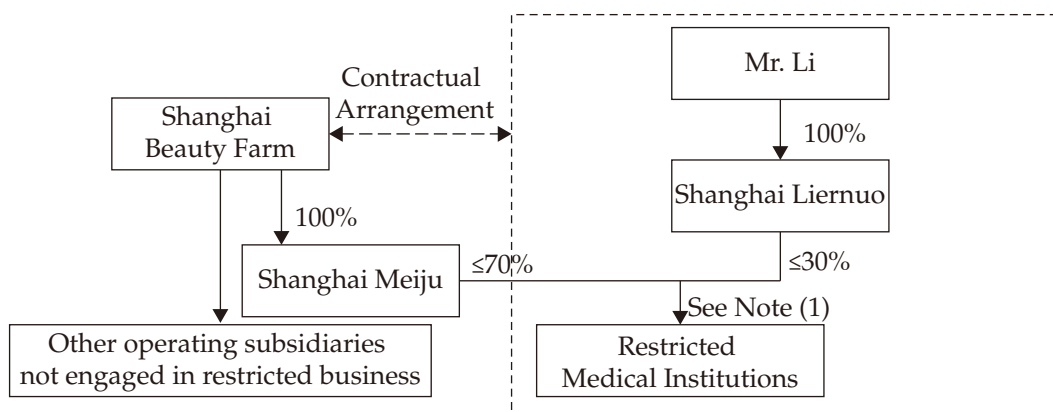 Mr. Li
Contractual
Arrangement
Shanghai
Beauty Farm
100%
Shanghai Liernuo
100%
Shanghai Meiju
≤70%
≤30%
See Note (1)
Other operating subsidiaries
not engaged in restricted business
Restricted
Medical Institutions